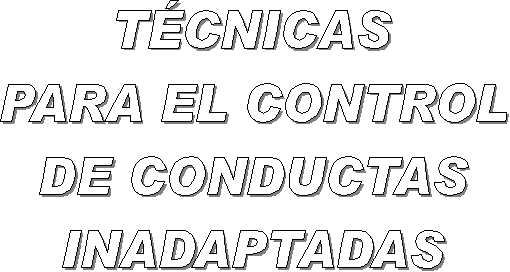 TÉCNICAS
PARA EL CONTROL
DE CONDUCTAS
INADAPTADAS